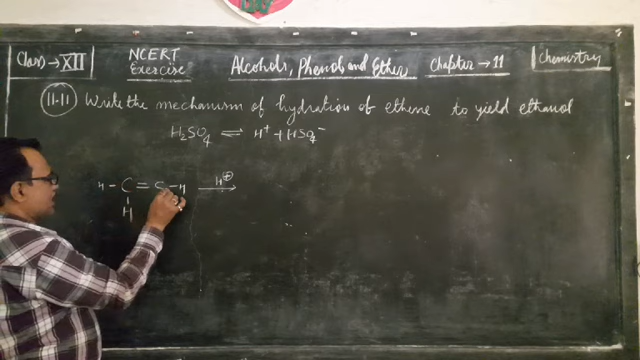 Class → XII NCERT Exercise Alcohols, Phenols and Ether Chapter → 11 Chemistry
11.11 Write the mechanism of hydration of ethene to yield ethanol
H₂SO₄ ⇌ H⁺ + HSO₄⁻
H - C = C - H H⊕ →
H